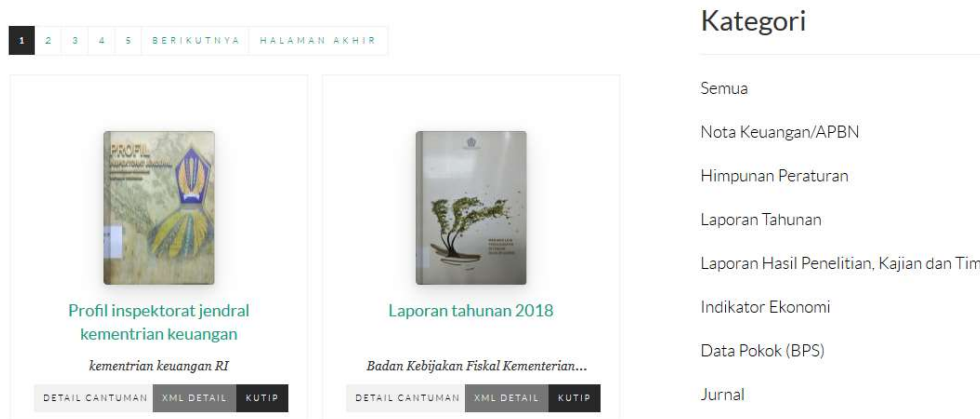 1 2 3 4 5 BERIKUTNYA HALAMAN AKHIR
PROFIL
Profil inspektorat jendral
kementrian keuangan
kementrian keuangan RI
DETAIL CANTUMAN XML DETAIL KUTIP
Laporan tahunan 2018
Badan Kebijakan Fiskal Kementerian...
DETAIL CANTUMAN XML DETAIL KUTIP
Kategori
Semua
Nota Keuangan/APBN
Himpunan Peraturan
Laporan Tahunan
Laporan Hasil Penelitian, Kajian dan Tim
Indikator Ekonomi
Data Pokok (BPS)
Jurnal